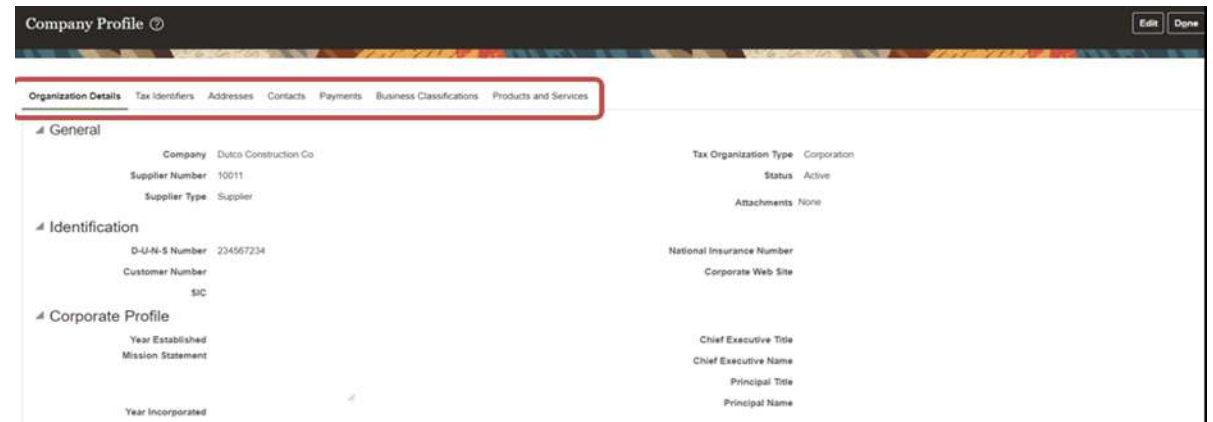 Company Profile ?
Edit Done
Organization Details Tax Identifiers Addresses Contacts Payments Business Classifications Products and Services
General
Company Dutco Construction Co
Tax Organization Type Corporation
Supplier Number 10011
Status Active
Supplier Type Supplier
Attachments None
Identification
D-U-N-S Number 234567234
National Insurance Number
Customer Number
Corporate Web Site
SIC
Corporate Profile
Year Established
Chief Executive Title
Mission Statement
Chief Executive Name
Principal Title
Principal Name
Year Incorporated